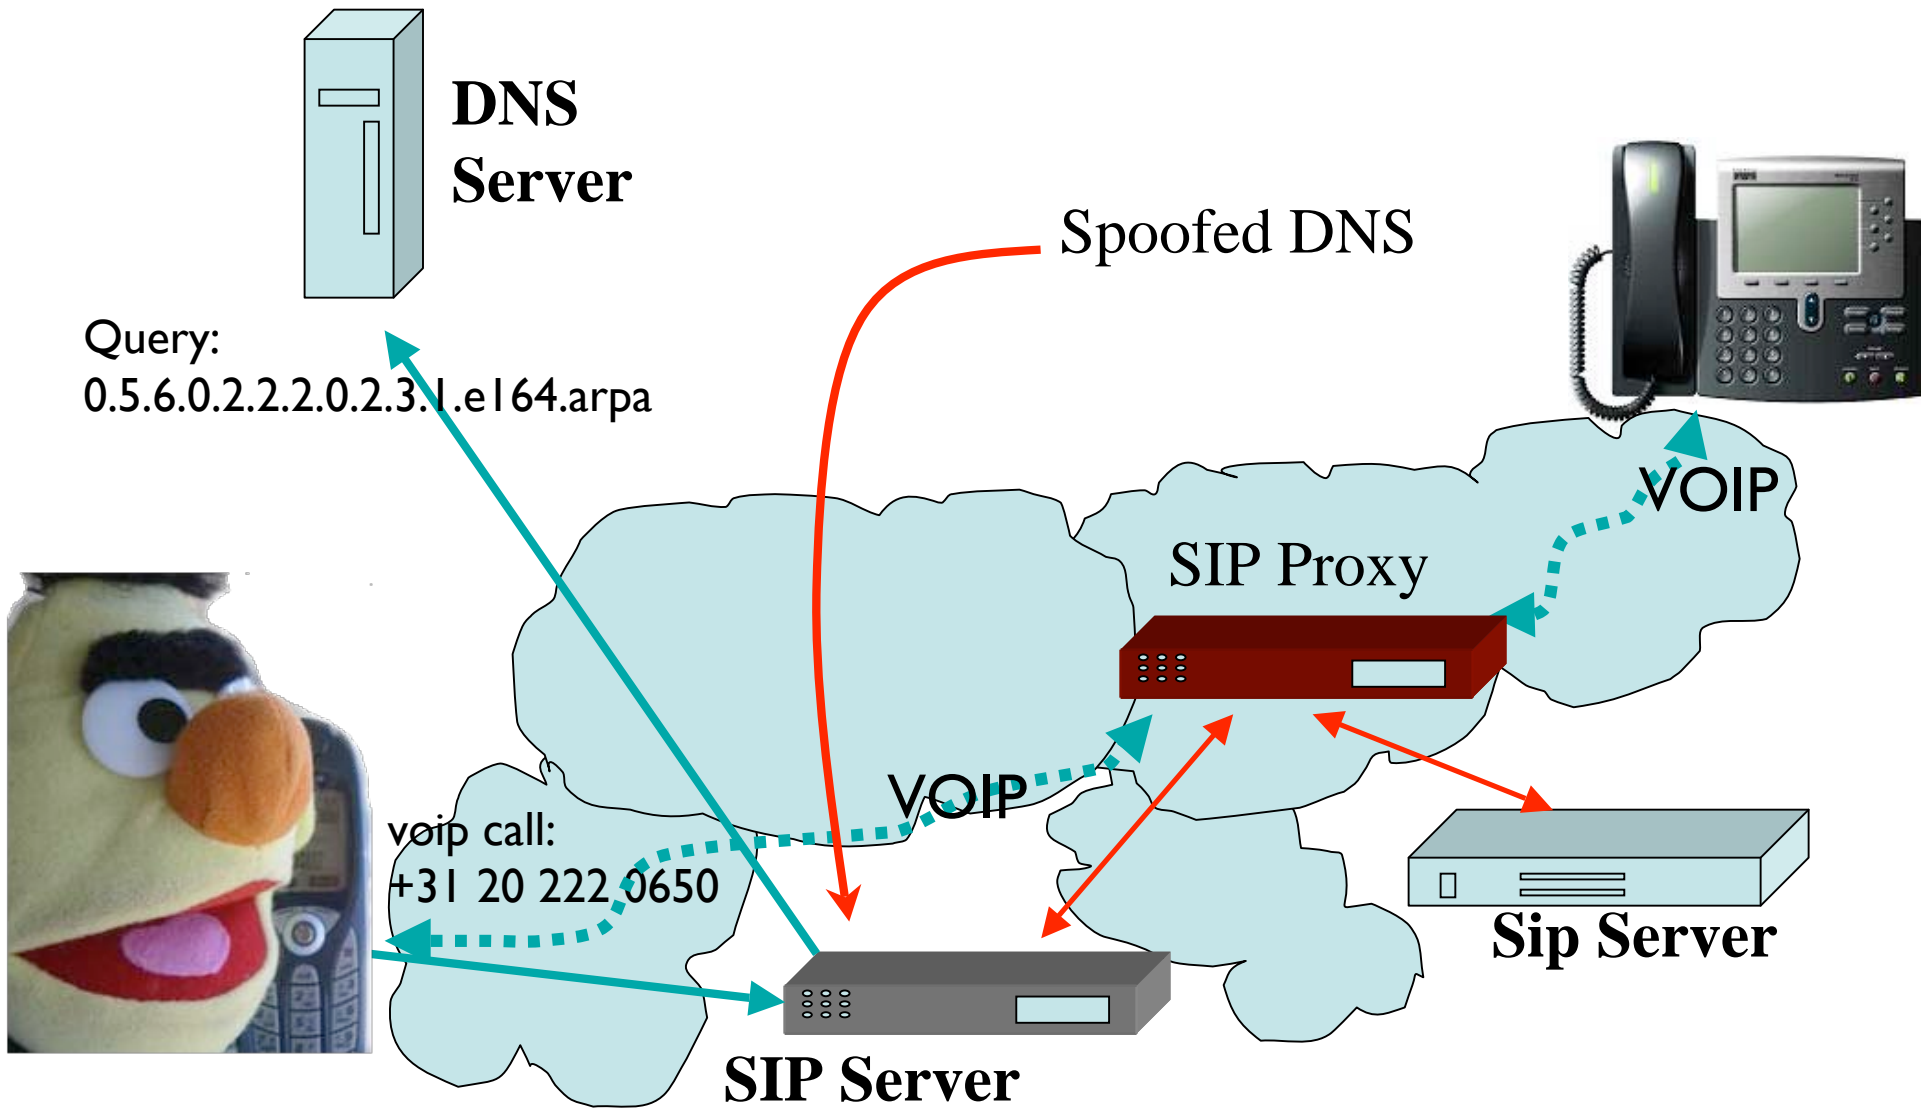 DNS
Server
Spoofed DNS
Query:
0.5.6.0.2.2.2.0.2.3.1.e164.arpa
VOIP
SIP Proxy
VOIP
voip call:
+31 20 222 0650
Sip Server
SIP Server